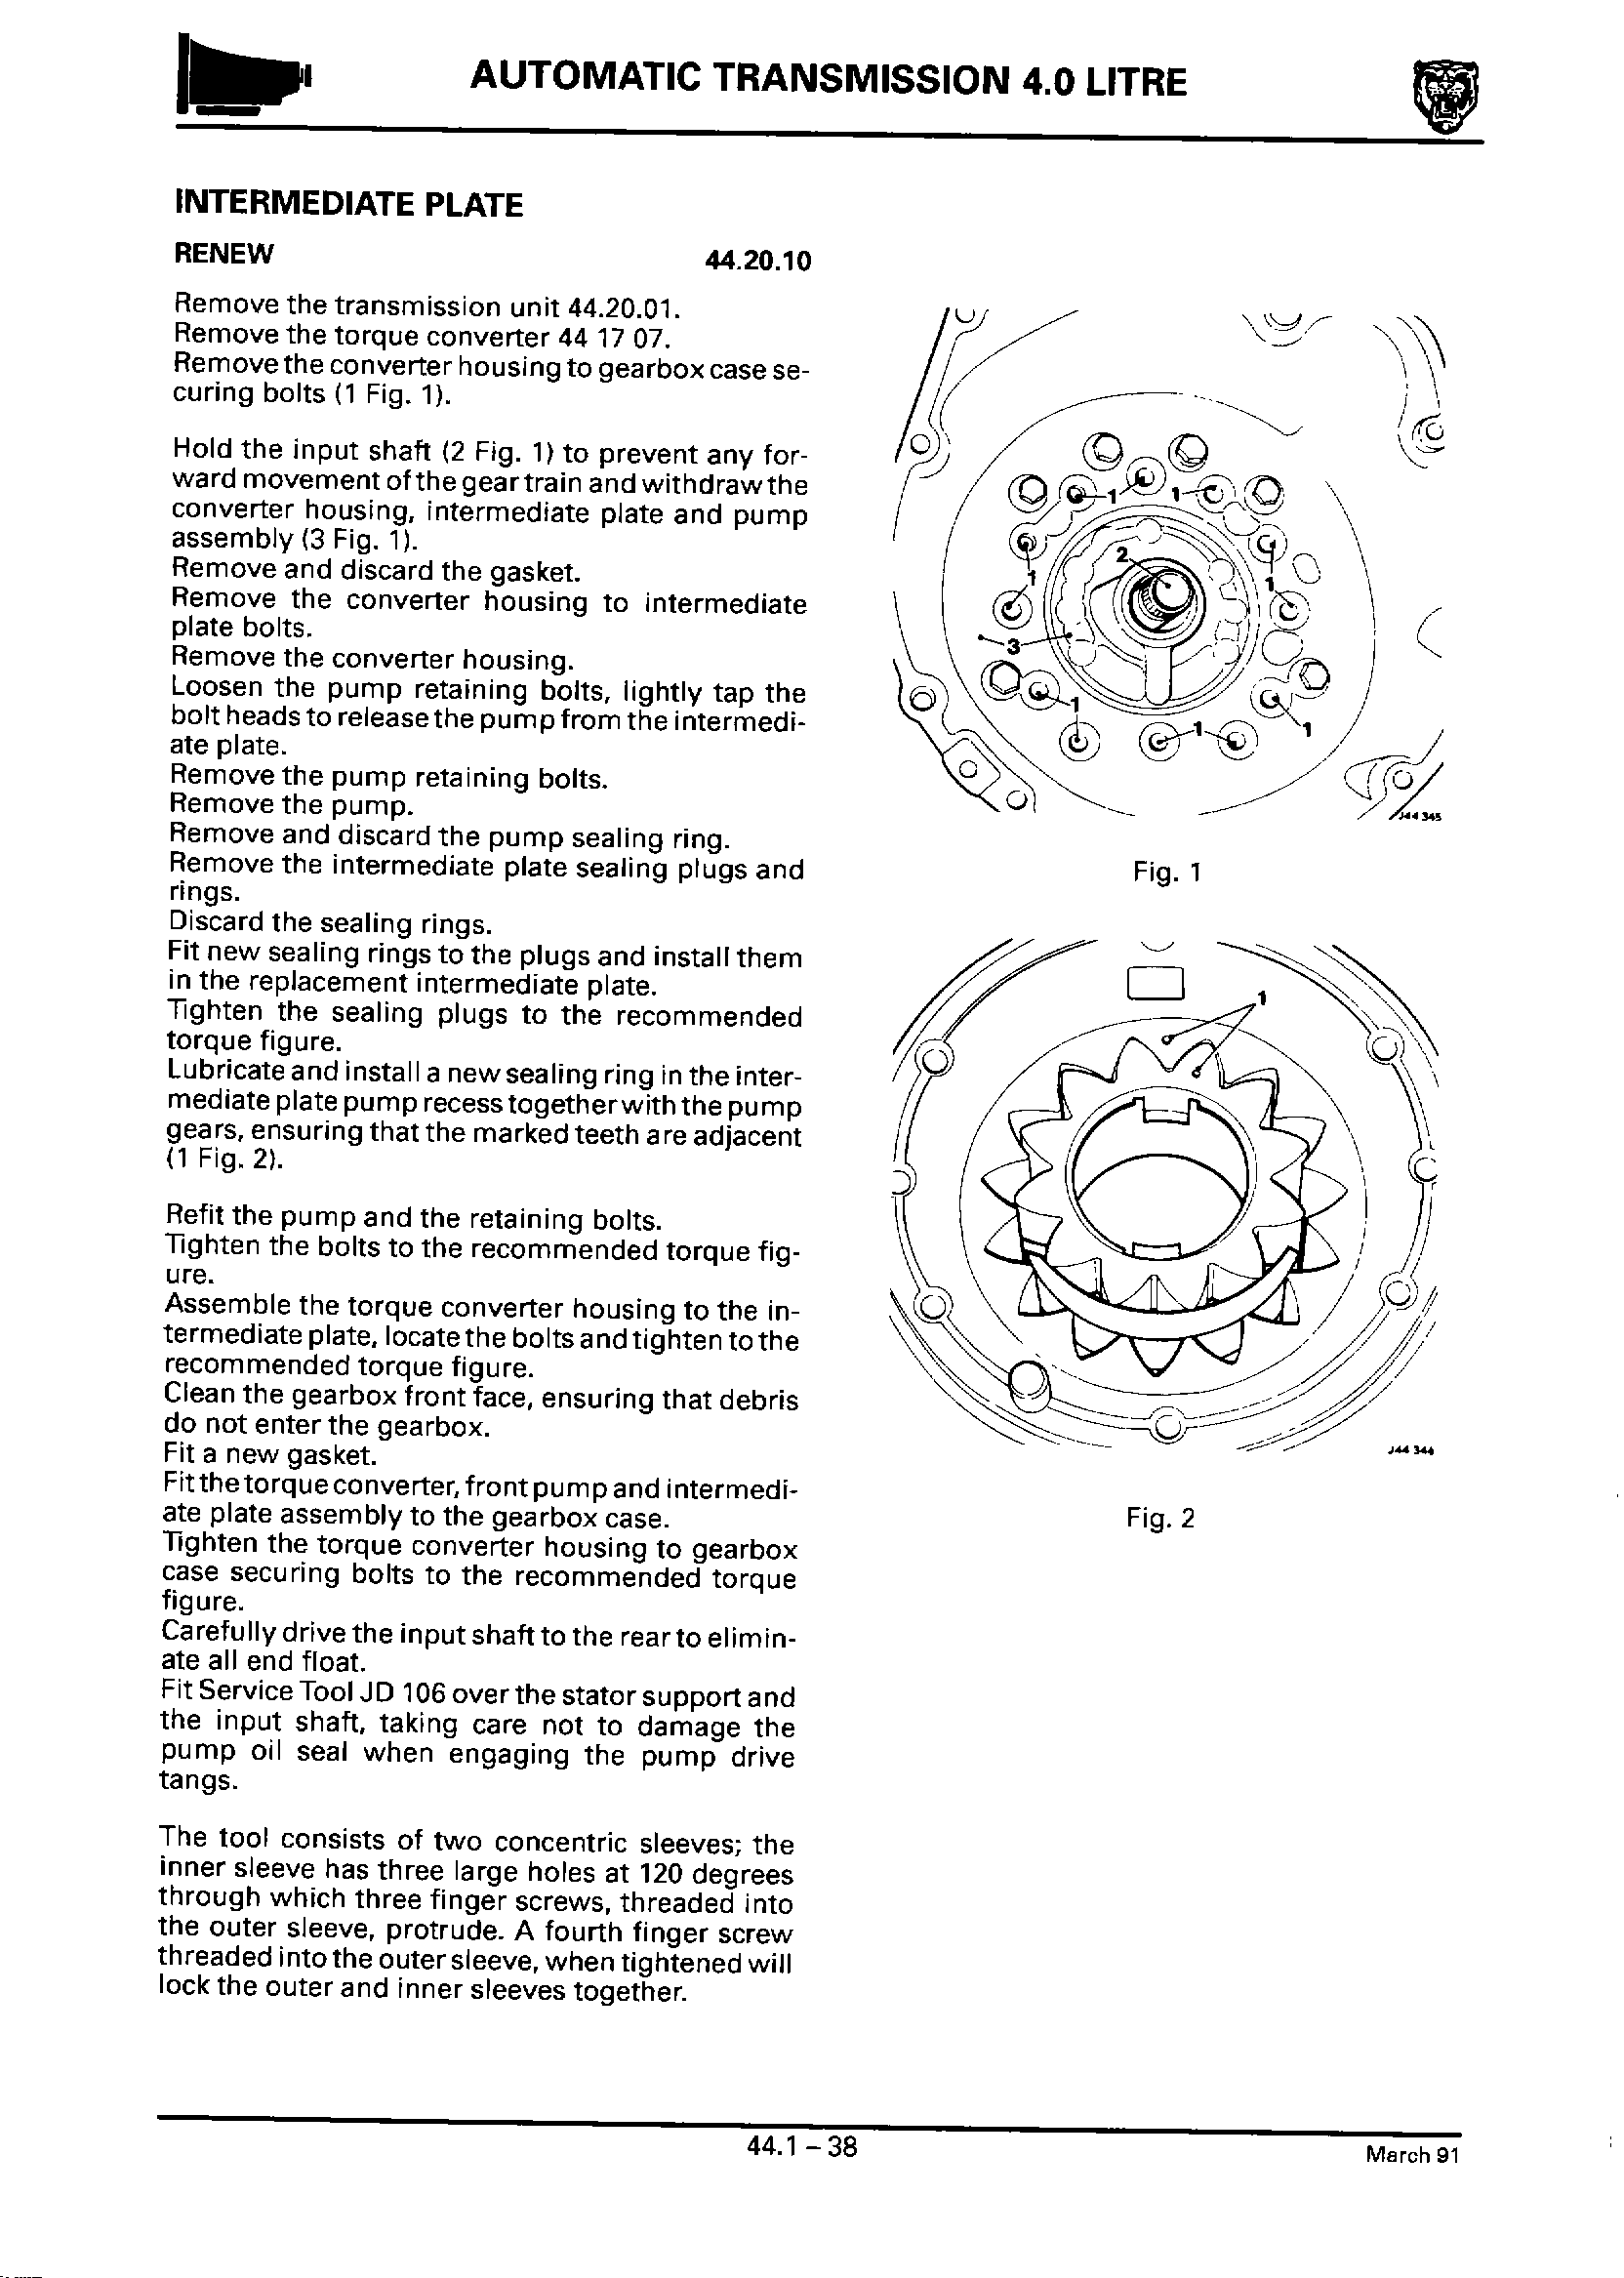 AUTOMATIC TRANSMISSION 4.0 LITRE
INTERMEDIATE PLATE
RENEW 44.20.10
Remove the transmission unit 44.20.01.
Remove the torque converter 44 17 07.
Remove the converter housing to gearbox case se-
curing bolts (1 Fig. 1).
Hold the input shaft (2 Fig. 1) to prevent any for-
ward movement of the gear train and withdraw the
converter housing, intermediate plate and pump
assembly (3 Fig. 1).
Remove and discard the gasket.
Remove the converter housing to intermediate
plate bolts.
Remove the converter housing.
Loosen the pump retaining bolts, lightly tap the
bolt heads to release the pump from the intermedi-
ate plate.
Remove the pump retaining bolts.
Remove the pump.
Remove and discard the pump sealing ring.
Remove the intermediate plate sealing plugs and
rings.
Discard the sealing rings.
Fit new sealing rings to the plugs and install them
in the replacement intermediate plate.
Tighten the sealing plugs to the recommended
torque figure.
Lubricate and install a new sealing ring in the inter-
mediate plate pump recess together with the pump
gears, ensuring that the marked teeth are adjacent
(1 Fig. 2).
Refit the pump and the retaining bolts.
Tighten the bolts to the recommended torque fig-
ure.
Assemble the torque converter housing to the in-
termediate plate, locate the bolts and tighten to the
recommended torque figure.
Clean the gearbox front face, ensuring that debris
do not enter the gearbox.
Fit a new gasket.
Fit the torque converter, front pump and intermedi-
ate plate assembly to the gearbox case.
Tighten the torque converter housing to gearbox
case securing bolts to the recommended torque
figure.
Carefully drive the input shaft to the rear to elimin-
ate all end float.
Fit Service Tool JD 106 over the stator support and
the input shaft, taking care not to damage the
pump oil seal when engaging the pump drive
tangs.
The tool consists of two concentric sleeves; the
inner sleeve has three large holes at 120 degrees
through which three finger screws, threaded into
the outer sleeve, protrude. A fourth finger screw
threaded into the outer sleeve, when tightened will
lock the outer and inner sleeves together.
1 1
2
1 1
3
1
1 1
J44 345
Fig. 1
1
J44 344
Fig. 2
44.1 – 38
March 91